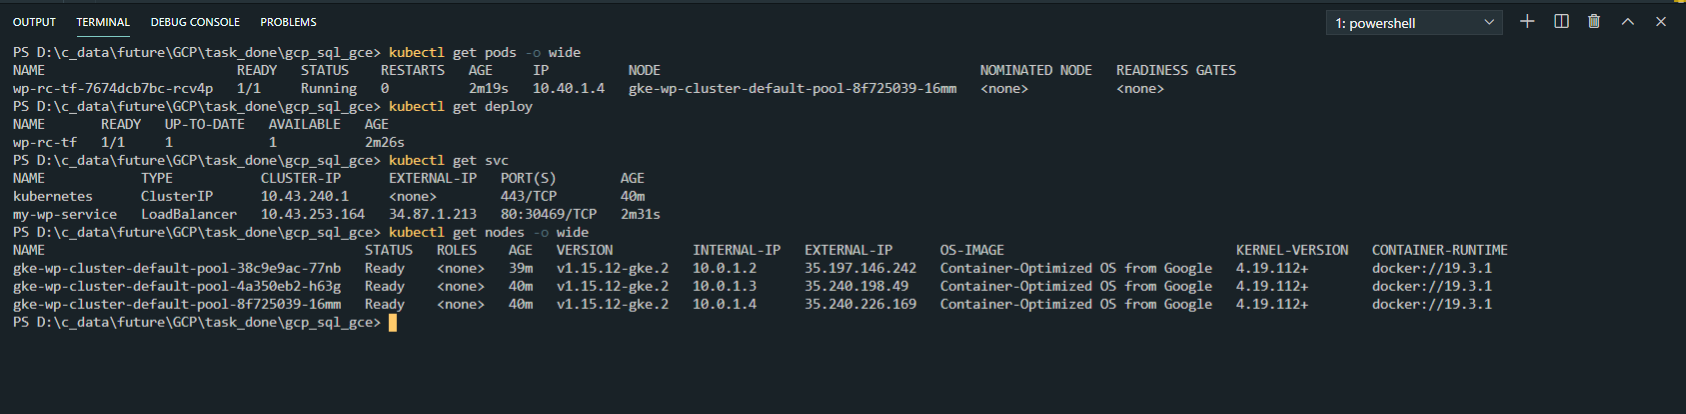 OUTPUT TERMINAL DEBUG CONSOLE PROBLEMS 1: powershell
PS D:\c_data\future\GCP\task_done\gcp_sql_gce> kubectl get pods -o wide
NAME READY STATUS RESTARTS AGE IP NODE NOMINATED NODE READINESS GATES
wp-rc-tf-7674dcb7bc-rcv4p 1/1 Running 0 2m19s 10.40.1.4 gke-wp-cluster-default-pool-8f725039-16mm <none> <none>
PS D:\c_data\future\GCP\task_done\gcp_sql_gce> kubectl get deploy
NAME READY UP-TO-DATE AVAILABLE AGE
wp-rc-tf 1/1 1 1 2m26s
PS D:\c_data\future\GCP\task_done\gcp_sql_gce> kubectl get svc
NAME TYPE CLUSTER-IP EXTERNAL-IP PORT(S) AGE
kubernetes ClusterIP 10.43.240.1 <none> 443/TCP 40m
my-wp-service LoadBalancer 10.43.253.164 34.87.1.213 80:30469/TCP 2m31s
PS D:\c_data\future\GCP\task_done\gcp_sql_gce> kubectl get nodes -o wide
NAME STATUS ROLES AGE VERSION INTERNAL-IP EXTERNAL-IP OS-IMAGE KERNEL-VERSION CONTAINER-RUNTIME
gke-wp-cluster-default-pool-38c9e9ac-77nb Ready <none> 39m v1.15.12-gke.2 10.0.1.2 35.197.146.242 Container-Optimized OS from Google 4.19.112+ docker://19.3.1
gke-wp-cluster-default-pool-4a350eb2-h63g Ready <none> 40m v1.15.12-gke.2 10.0.1.3 35.240.198.49 Container-Optimized OS from Google 4.19.112+ docker://19.3.1
gke-wp-cluster-default-pool-8f725039-16mm Ready <none> 40m v1.15.12-gke.2 10.0.1.4 35.240.226.169 Container-Optimized OS from Google 4.19.112+ docker://19.3.1
PS D:\c_data\future\GCP\task_done\gcp_sql_gce>